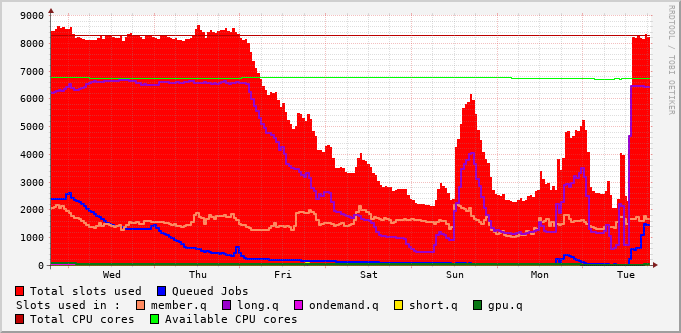 9000
8000
7000
6000
5000
4000
3000
2000
1000
0
Wed Thu Fri Sat Sun Mon Tue
RRDTOOL / TOBI OETIKER
Total slots used Queued Jobs
Slots used in : member.q long.q ondemand.q short.q gpu.q
Total CPU cores Available CPU cores